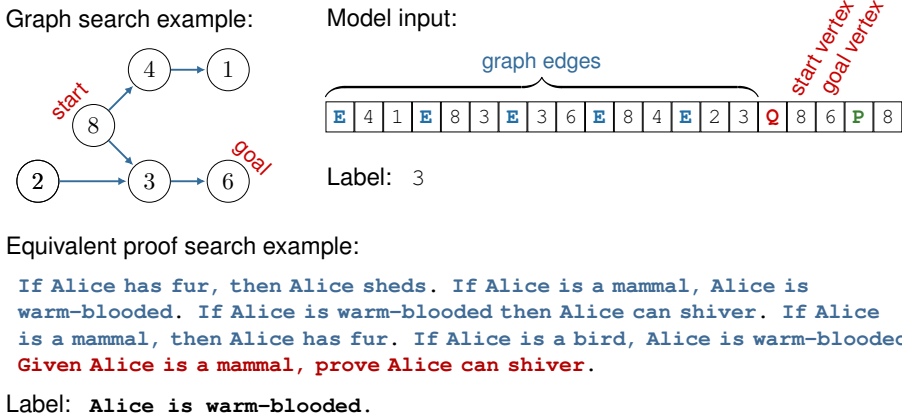 Graph search example:
Model input:
start
8
4
1
2
3
6
goal
graph edges
start vertex
goal vertex
E 4 1 E 8 3 E 3 6 E 8 4 E 2 3 Q 8 6 P 8
Label: 3
Equivalent proof search example:
If Alice has fur, then Alice sheds. If Alice is a mammal, Alice is
warm-blooded. If Alice is warm-blooded then Alice can shiver. If Alice
is a mammal, then Alice has fur. If Alice is a bird, Alice is warm-blooded
Given Alice is a mammal, prove Alice can shiver.
Label: Alice is warm-blooded.